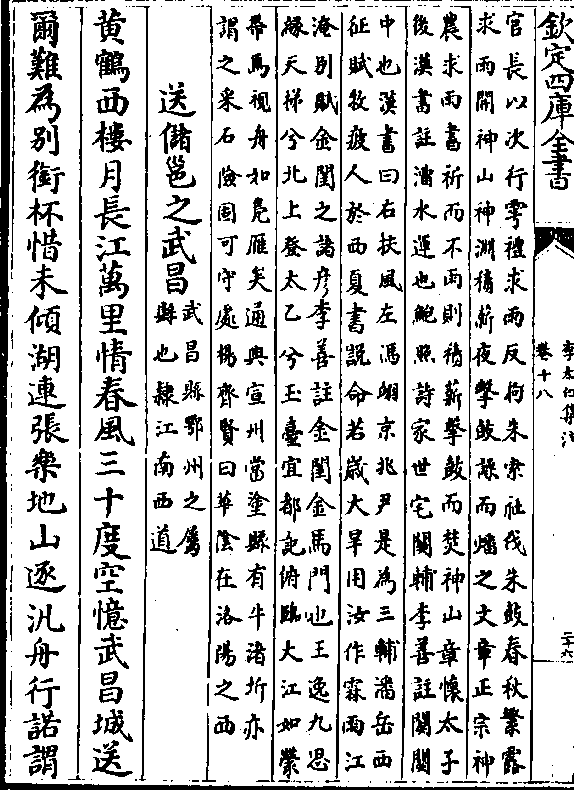 欽定四庫全書
李太白集注
卷十八
三六
官長以次行雩禮求雨反拘朱索社伐朱鼓春秋繁露
求雨開神山神淵積薪夜擊鼓譟而燔之文章正宗神
農求雨書祈而不雨則積薪擊鼓而焚神山章懷太子
後漢書註漕水運也鮑照詩家世宅關輔李善註關關
中也漢書曰右扶風左馮翊京兆尹是為三輔潘岳西
征賦牧疲人於西夏書說命若歲大旱用汝作霖雨江
淹別賦金閨之諸彥李善註金閨金馬門也王逸九思
緣天梯兮北上登太乙兮玉臺宜都記俯臨大江如縈
帶焉視舟如鳧雁矣通典宣州當塗縣有牛渚圻亦
謂之采石險固可守處楊齊賢曰華陰在洛陽之西
送儲邕之武昌
武昌縣鄂州之屬
縣也隸江南西道
黄鶴西樓月長江萬里情春風三十度空憶武昌城送
爾難為别銜杯惜未傾湖連張樂地山逐汎舟行諾謂